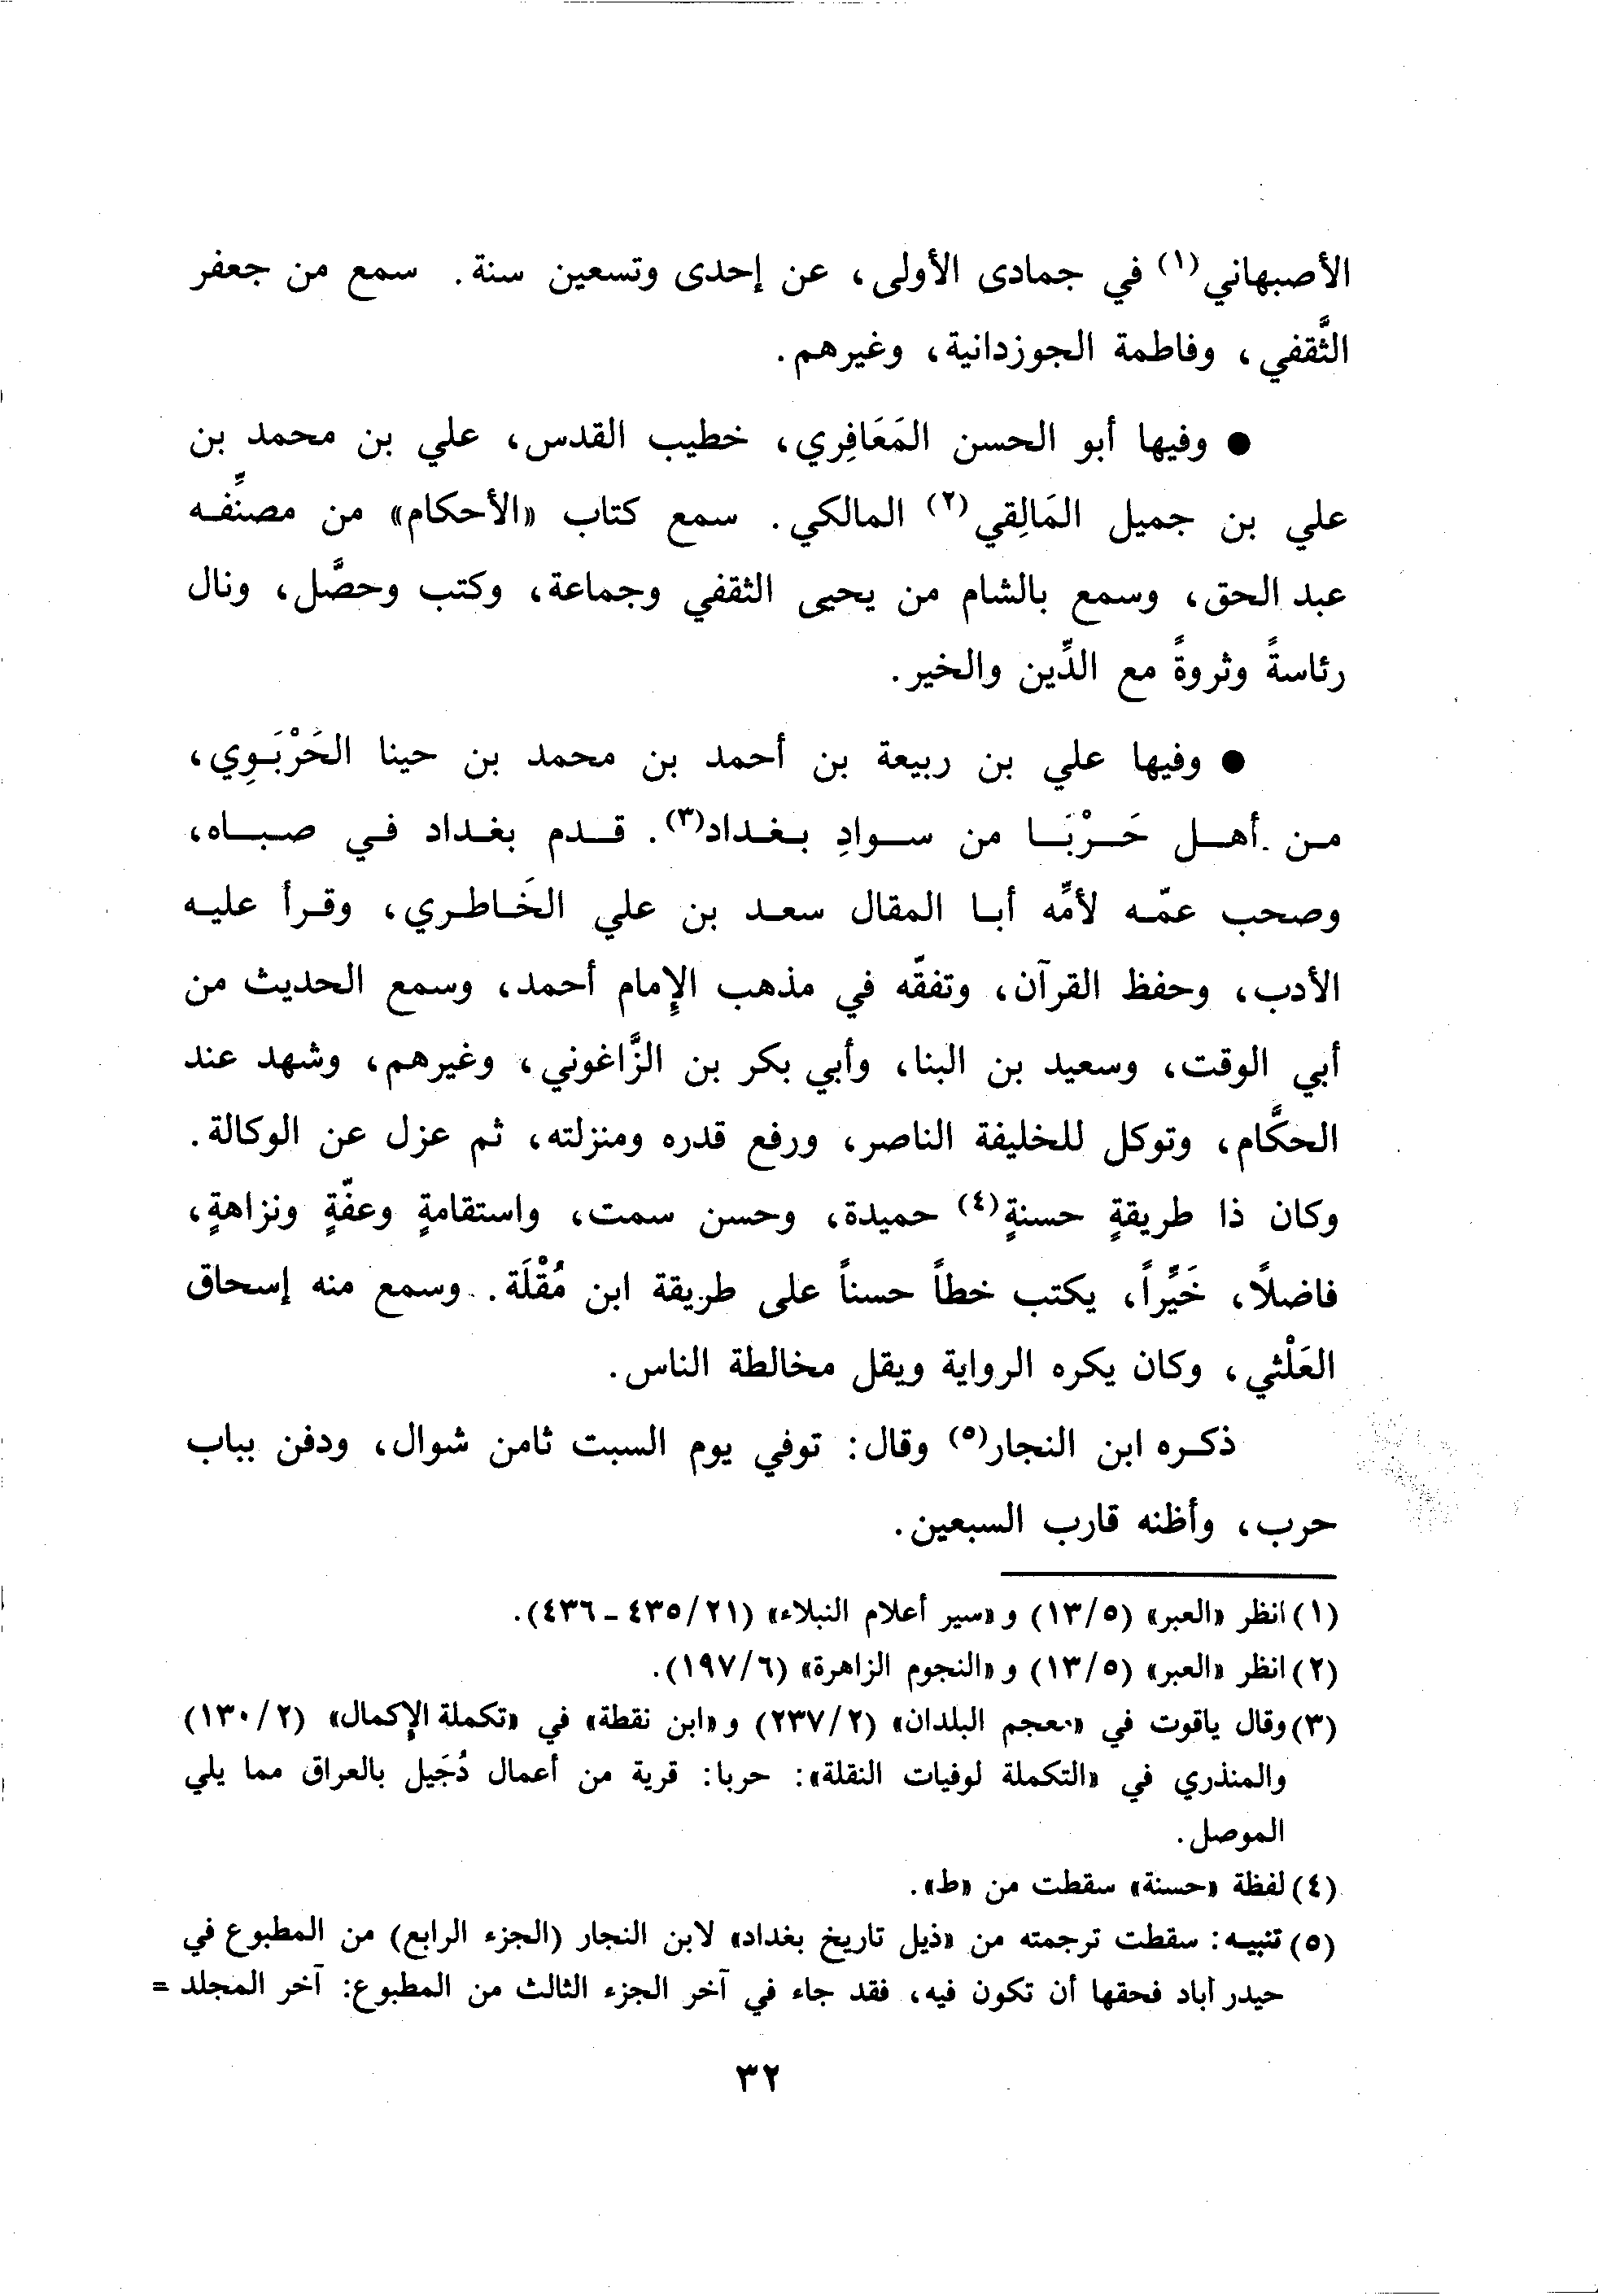 الأصبهاني(١) في جمادى الأولى، عن إحدى وتسعين سنة. سمع من جعفر
الثَّقفي، وفاطمة الجوزدانية، وغيرهم.
● وفيها أبو الحسن المَعَافِري، خطيب القدس، علي بن محمد بن
علي بن جميل المَالِقي(٢) المالكي. سمع كتاب «الأحكام» من مصنِّفه
عبد الحق، وسمع بالشام من يحيى الثقفي وجماعة، وكتب وحصَّل، ونال
رئاسةً وثروةً مع الدِّين والخير.
● وفيها علي بن ربيعة بن أحمد بن محمد بن حينا الحَرْبَوِي،
من أهل حَرْبَا من سوادِ بغداد(٣). قدم بغداد في صباه،
وصحب عمّه لأمِّه أبا المقال سعد بن علي الخَاطري، وقرأ عليه
الأدب، وحفظ القرآن، وتفقّه في مذهب الإِمام أحمد، وسمع الحديث من
أبي الوقت، وسعيد بن البنا، وأبي بكر بن الزَّاغوني، وغيرهم، وشهد عند
الحكَّام، وتوكل للخليفة الناصر، ورفع قدره ومنزلته، ثم عزل عن الوكالة.
وكان ذا طريقةٍ حسنةٍ(٤) حميدة، وحسن سمت، واستقامةٍ وعفّةٍ ونزاهةٍ،
فاضلًا، خَيِّراً، يكتب خطاً حسناً على طريقة ابن مُقْلَة. وسمع منه إسحاق
العَلْثي، وكان يكره الرواية ويقل مخالطة الناس.
ذكره ابن النجار(٥) وقال: توفي يوم السبت ثامن شوال، ودفن بباب
حرب، وأظنه قارب السبعين.
(١) انظر «العبر» (١٣/٥) و «سير أعلام النبلاء» (٢١/ ٤٣٥ - ٤٣٦).
(٢) انظر «العبر» (١٣/٥) و «النجوم الزاهرة» (١٩٧/٦).
(٣) وقال ياقوت في «معجم البلدان» (٢٣٧/٢) و «ابن نقطة» في «تكملة الإكمال» (١٣٠/٢)
والمنذري في «التكملة لوفيات النقلة»: حربا: قرية من أعمال دُجَيل بالعراق مما يلي
الموصل.
(٤) لفظة «حسنة» سقطت من «ط».
(٥) تنبيه: سقطت ترجمته من «ذيل تاريخ بغداد» لابن النجار (الجزء الرابع) من المطبوع في
حيدر آباد فحقها أن تكون فيه، فقد جاء في آخر الجزء الثالث من المطبوع: آخر المجلد =
٣٢